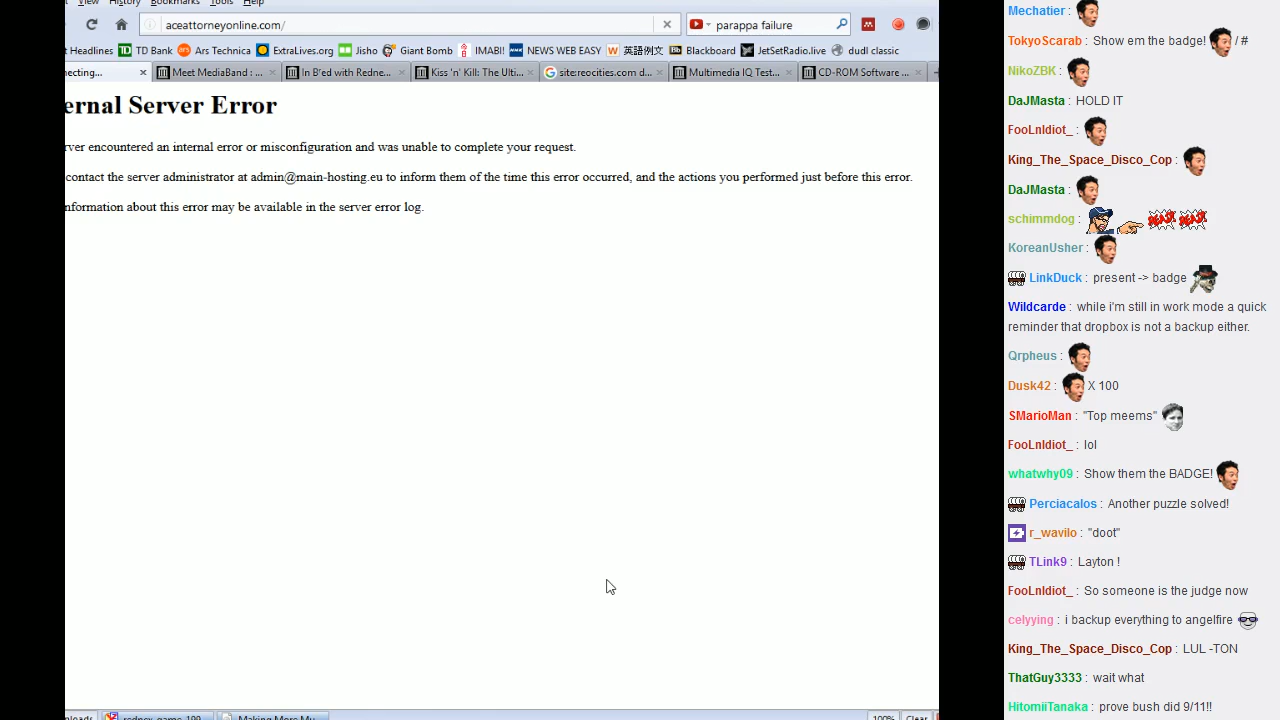 View History Bookmarks Tools Help
aceattorneyonline.com/
parappa failure
Headlines TD Bank Ars Technica ExtraLives.org Jisho Giant Bomb IMABI! NEWS WEB EASY 英語例文 Blackboard JetSetRadio.live dudl classic
necting... Meet MediaBand : ... In B'ed with Redne... Kiss 'n' Kill: The Ulti... site:reocities.com d... Multimedia IQ Test... CD-ROM Software ...
ernal Server Error
rver encountered an internal error or misconfiguration and was unable to complete your request.
contact the server administrator at admin@main-hosting.eu to inform them of the time this error occurred, and the actions you performed just before this error.
nformation about this error may be available in the server error log.
nloads rednex-game-199... Making More Mu... 100% Clear
Mechatier :
TokyoScarab : Show em the badge! / #
NikoZBK :
DaJMasta : HOLD IT
FooLnIdiot_ :
King_The_Space_Disco_Cop :
DaJMasta :
schimmdog :
KoreanUsher :
LinkDuck : present -> badge
Wildcarde : while i'm still in work mode a quick
reminder that dropbox is not a backup either.
Qrpheus :
Dusk42 : X 100
SMarioMan : "Top meems"
FooLnIdiot_ : lol
whatwhy09 : Show them the BADGE!
Perciacalos : Another puzzle solved!
r_wavilo : "doot"
TLink9 : Layton !
FooLnIdiot_ : So someone is the judge now
celyying : i backup everything to angelfire
King_The_Space_Disco_Cop : LUL -TON
ThatGuy3333 : wait what
HitomiiTanaka : prove bush did 9/11!!